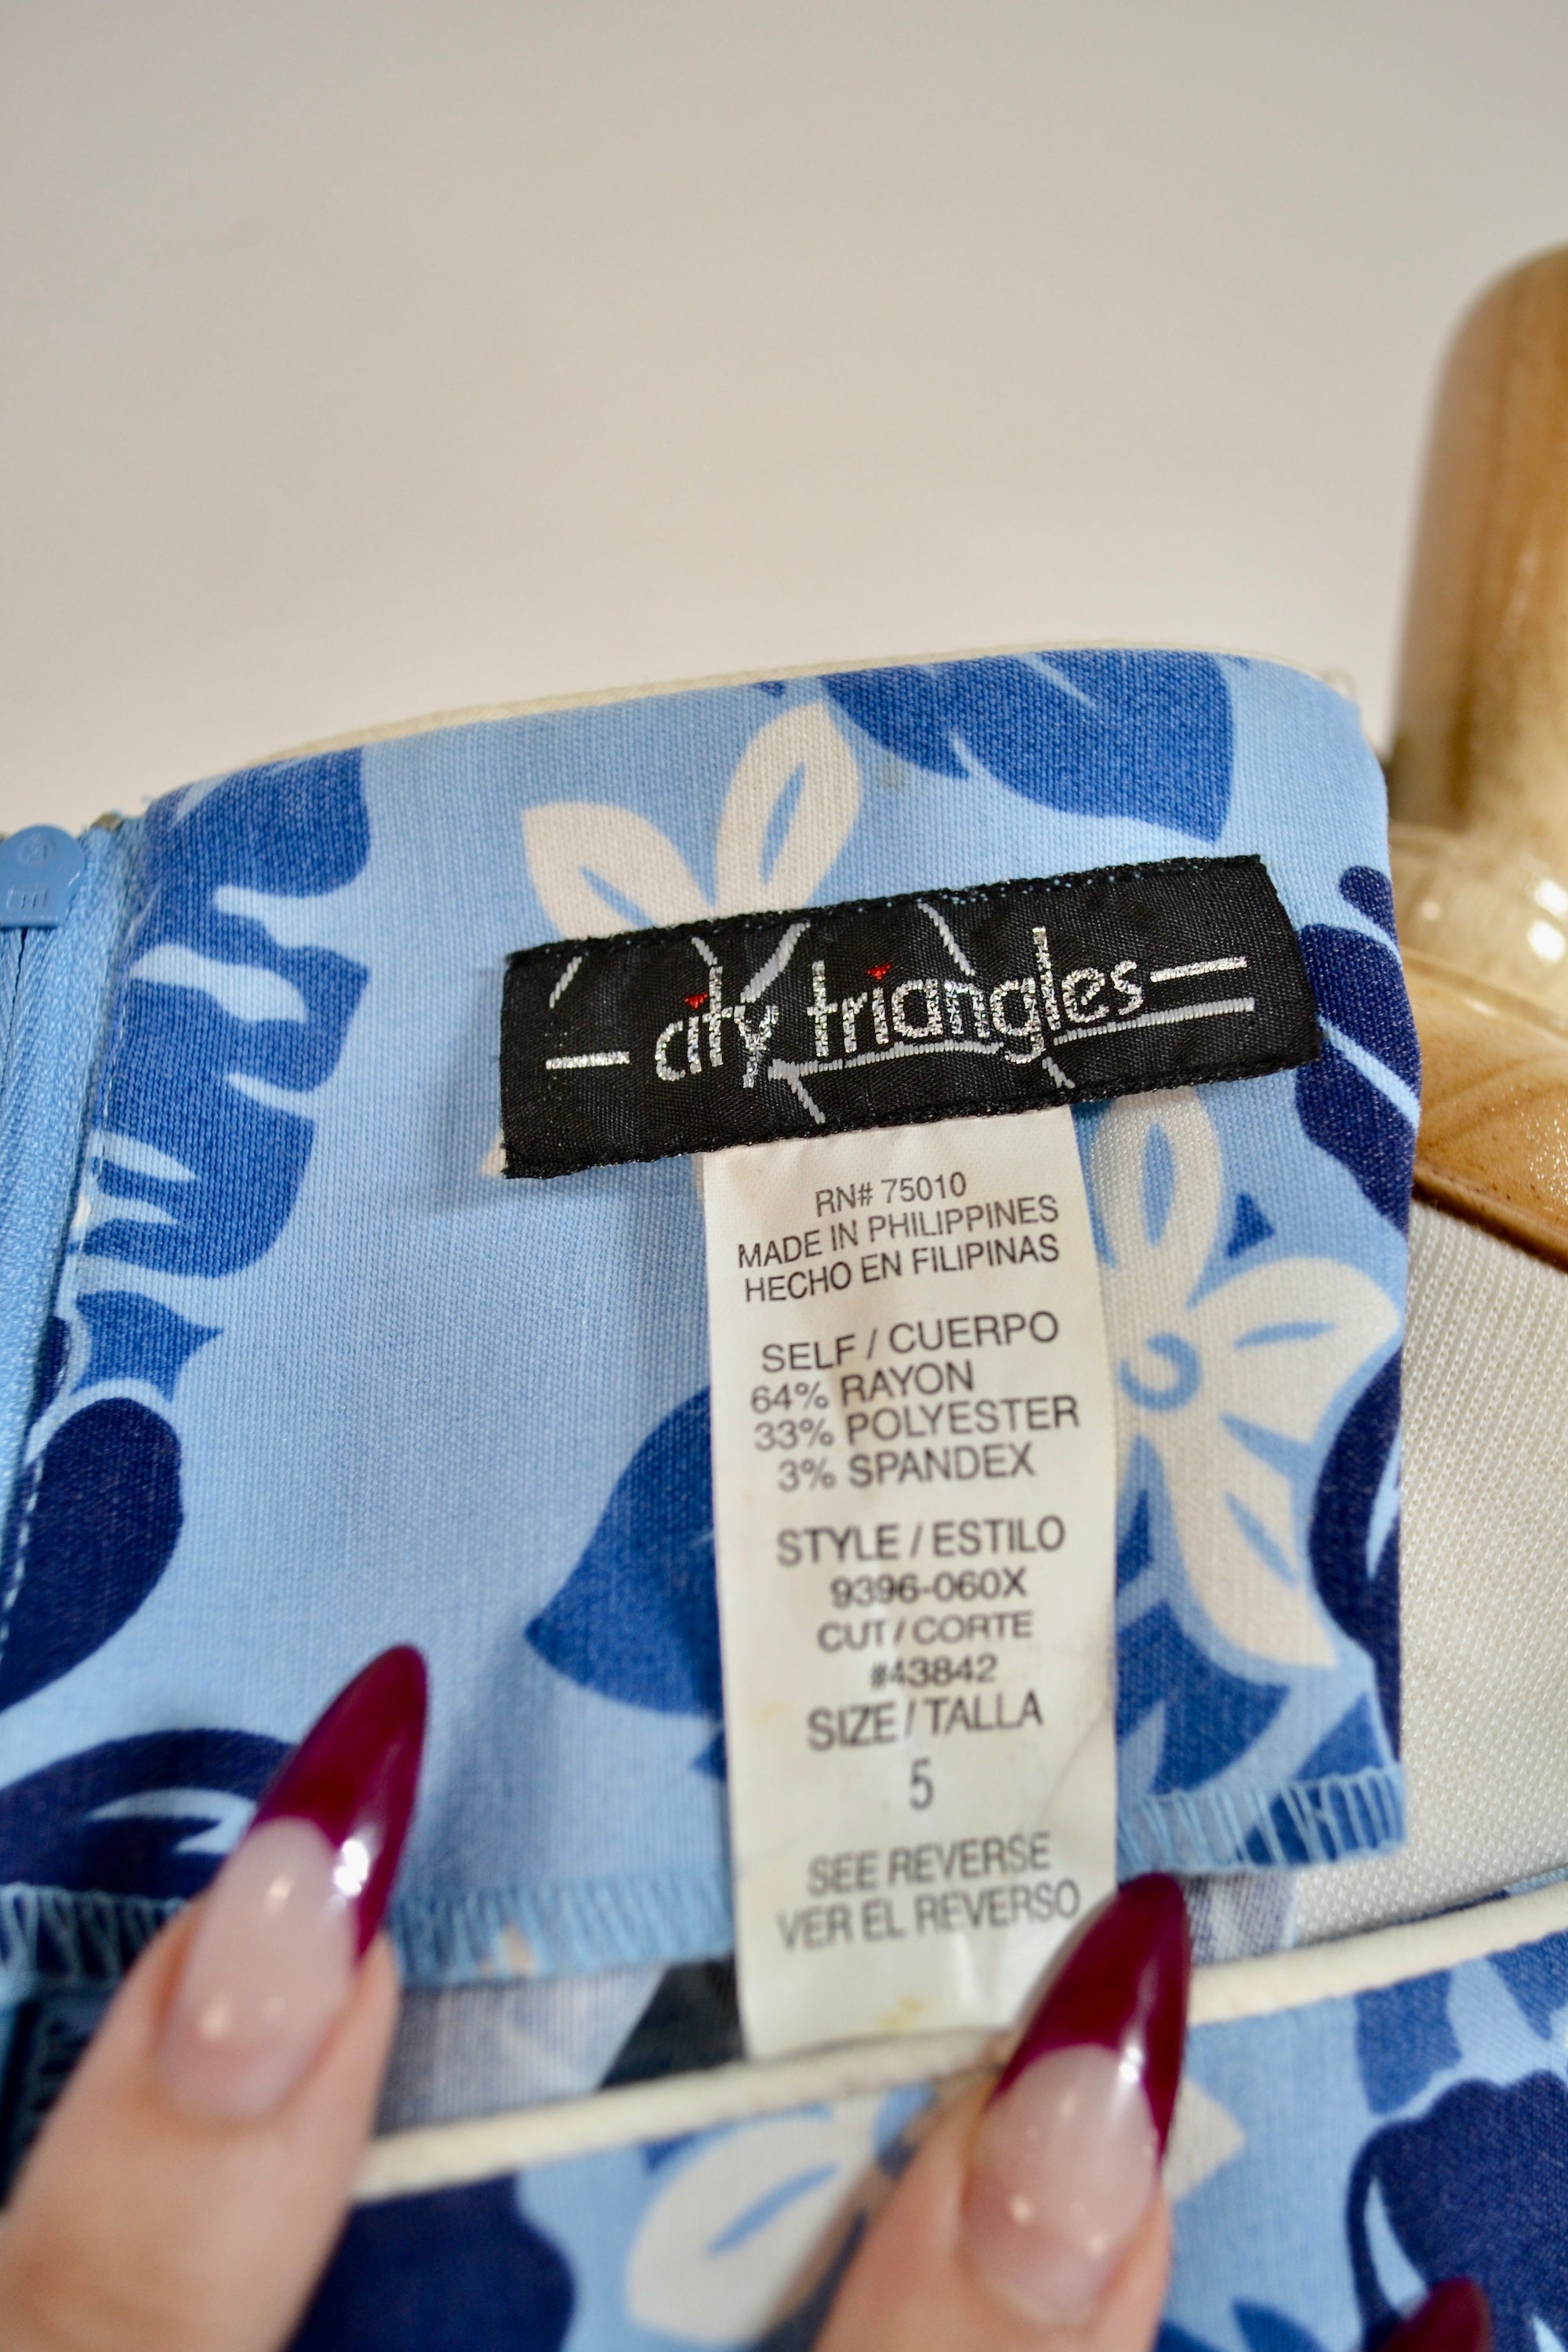 city triangles
RN# 75010
MADE IN PHILIPPINES
HECHO EN FILIPINAS
SELF / CUERPO
64% RAYON
33% POLYESTER
3% SPANDEX
STYLE / ESTILO
9396-060X
CUT / CORTE
#43842
SIZE / TALLA
5
SEE REVERSE
VER EL REVERSO